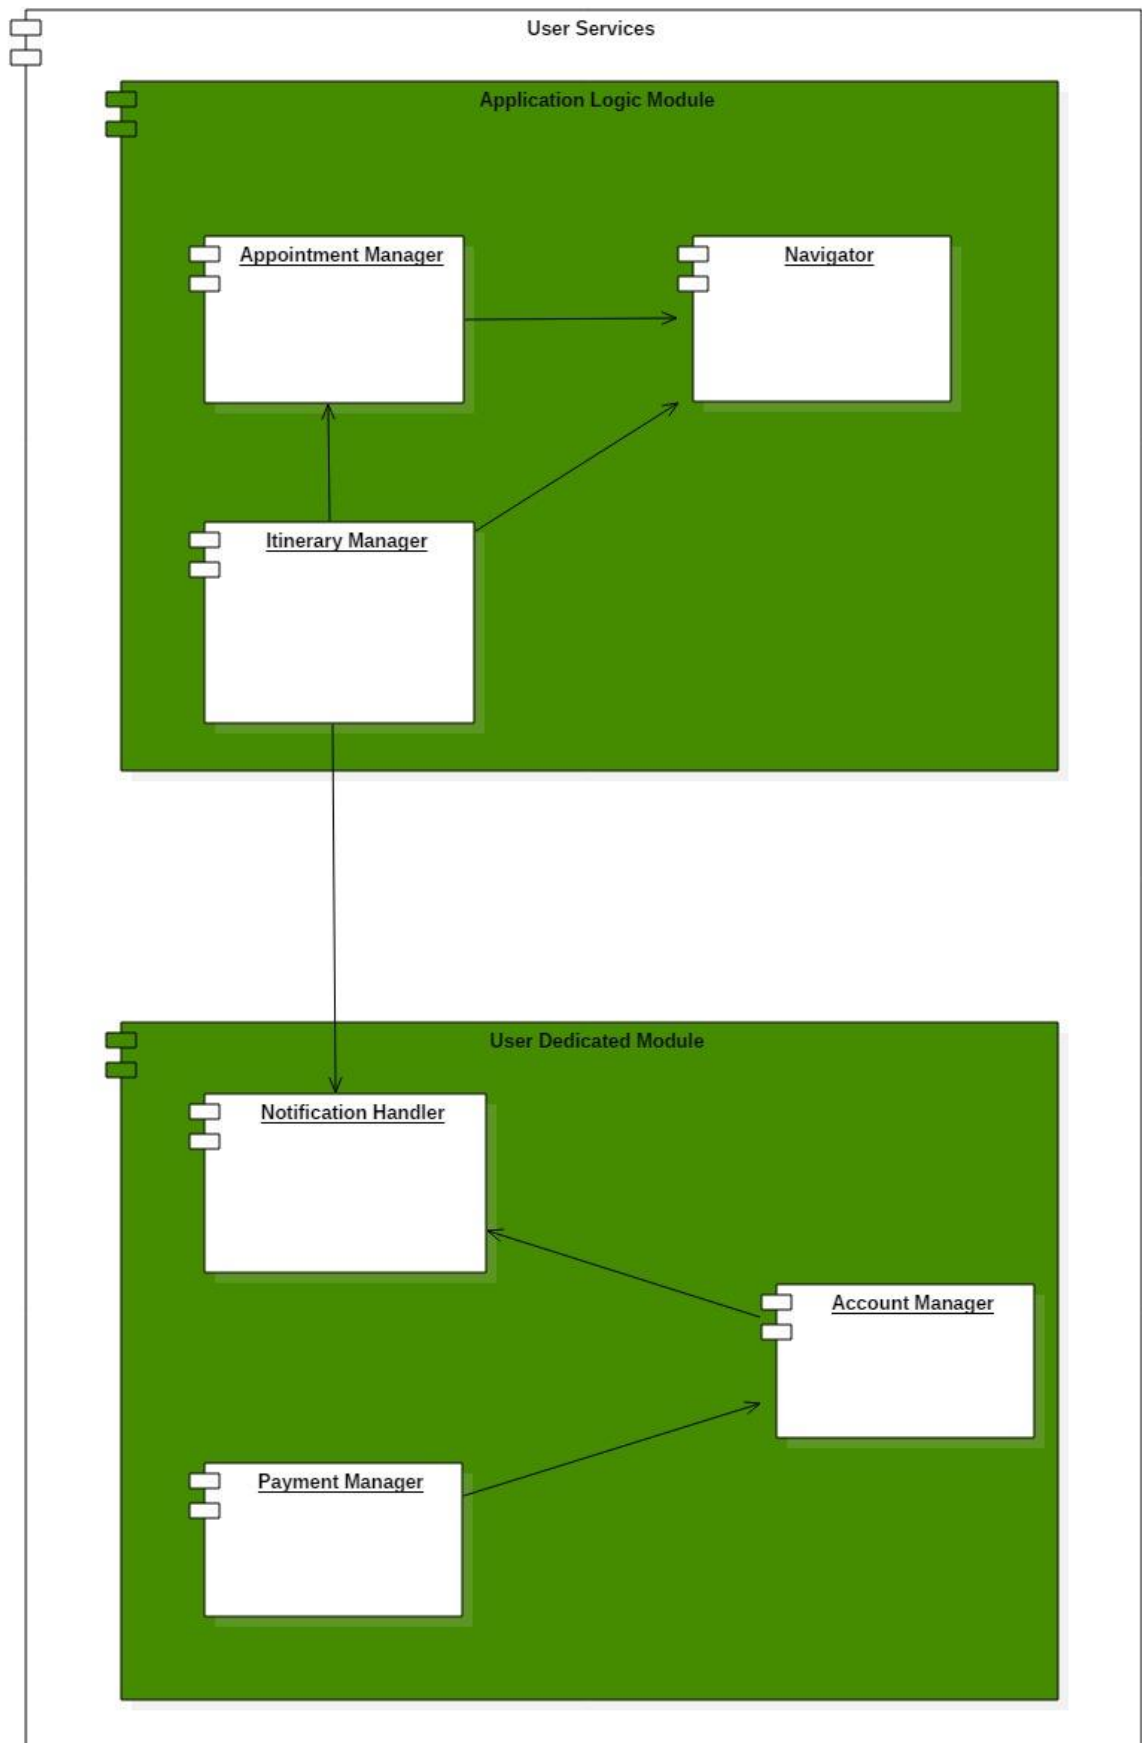 User Services
Application Logic Module
Appointment Manager
Navigator
Itinerary Manager
User Dedicated Module
Notification Handler
Account Manager
Payment Manager